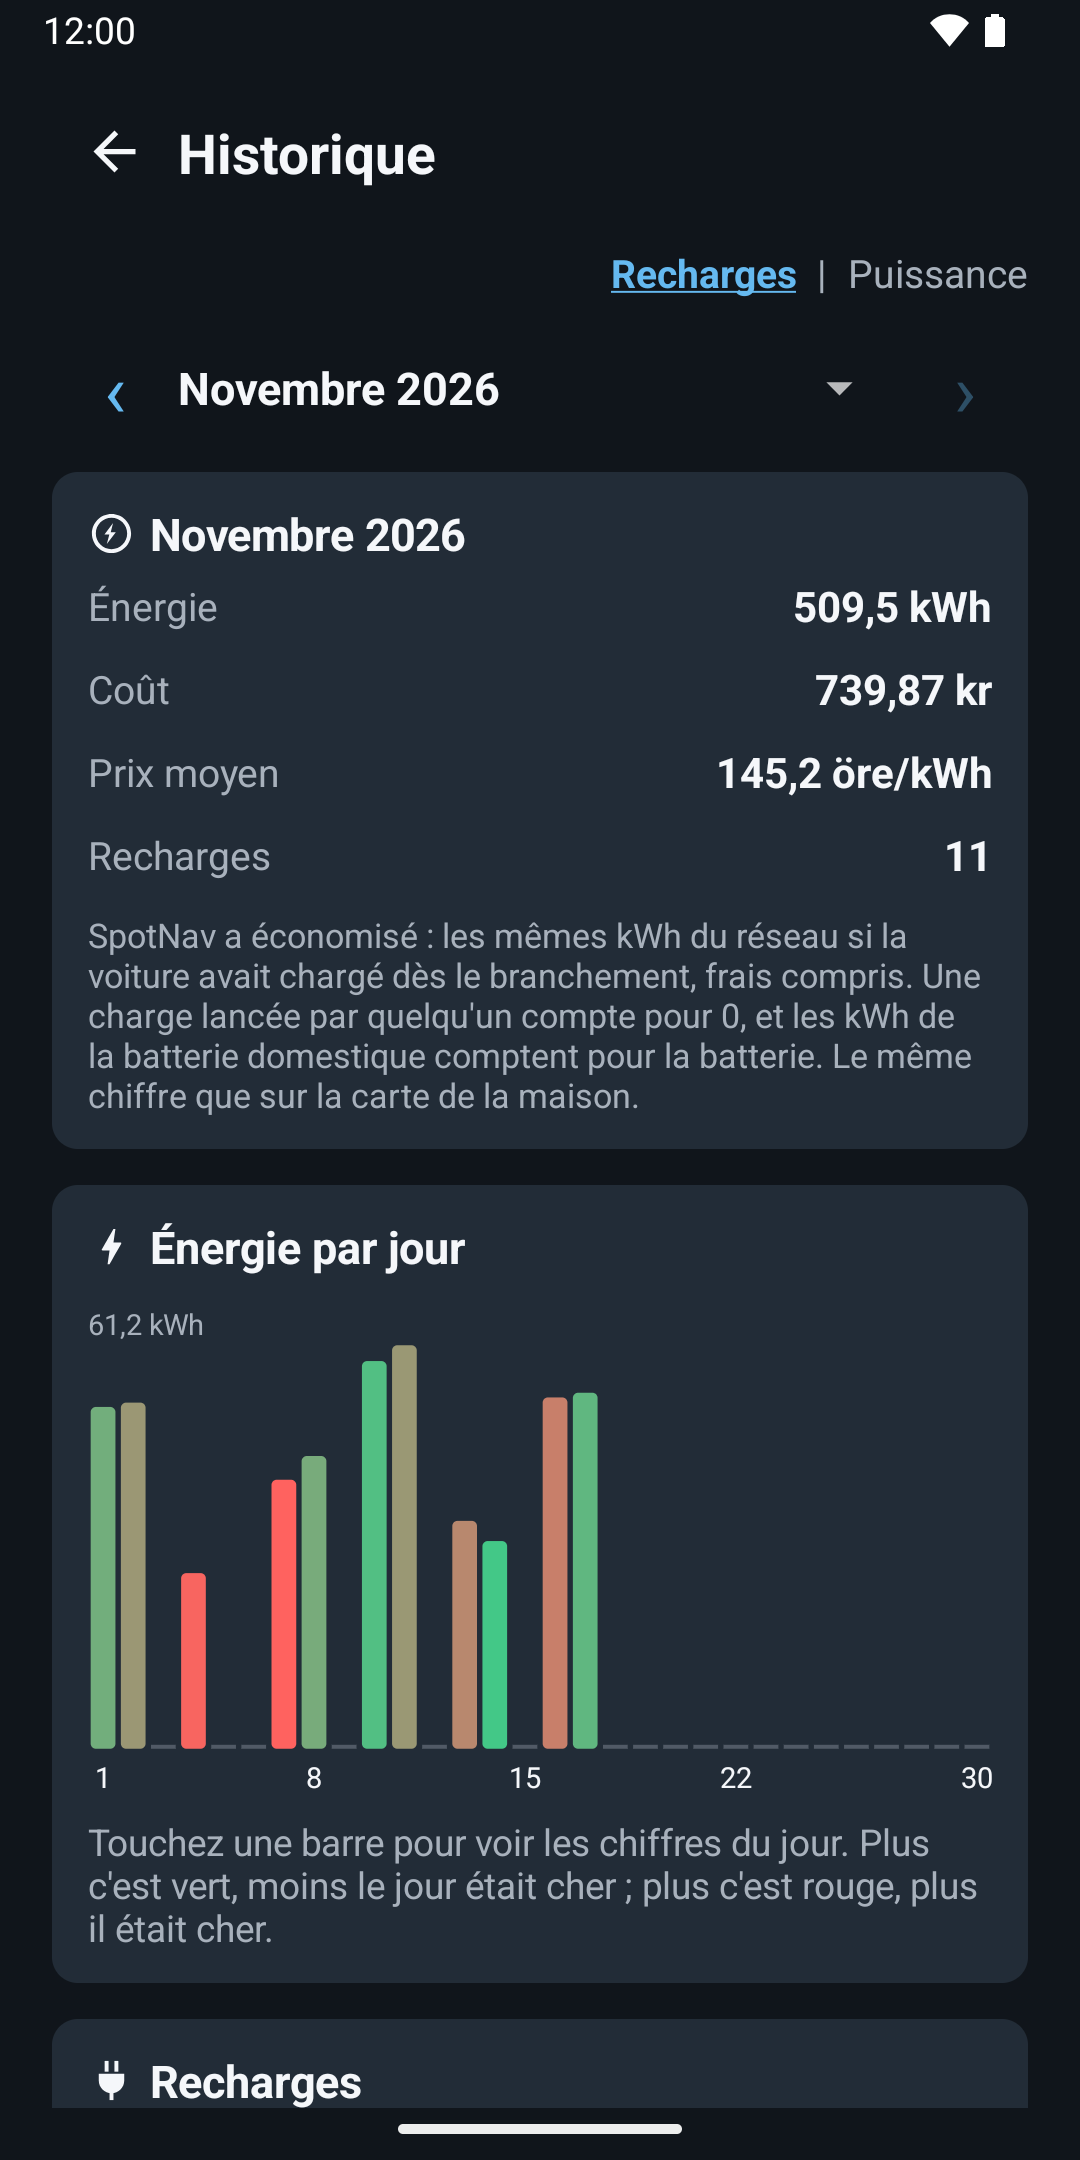 12:00
Historique
Recharges | Puissance
‹ Novembre 2026 ›
Novembre 2026
Énergie 509,5 kWh
Coût 739,87 kr
Prix moyen 145,2 öre/kWh
Recharges 11
SpotNav a économisé : les mêmes kWh du réseau si la
voiture avait chargé dès le branchement, frais compris. Une
charge lancée par quelqu'un compte pour 0, et les kWh de
la batterie domestique comptent pour la batterie. Le même
chiffre que sur la carte de la maison.
Énergie par jour
61,2 kWh
1 8 15 22 30
Touchez une barre pour voir les chiffres du jour. Plus
c'est vert, moins le jour était cher ; plus c'est rouge, plus
il était cher.
Recharges